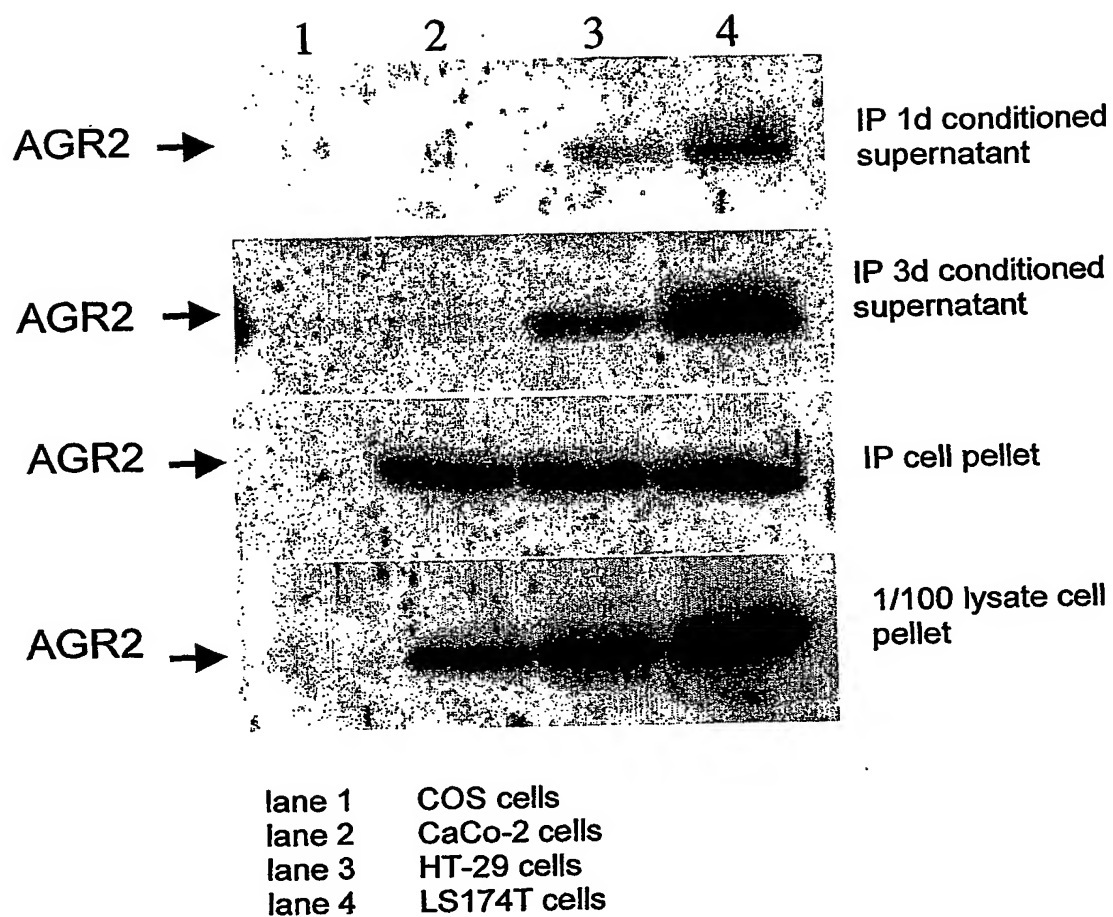 1 2 3 4
AGR2
IP 1d conditioned
supernatant
AGR2
IP 3d conditioned
supernatant
AGR2
IP cell pellet
AGR2
1/100 lysate cell
pellet
lane 1 COS cells
lane 2 CaCo-2 cells
lane 3 HT-29 cells
lane 4 LS174T cells